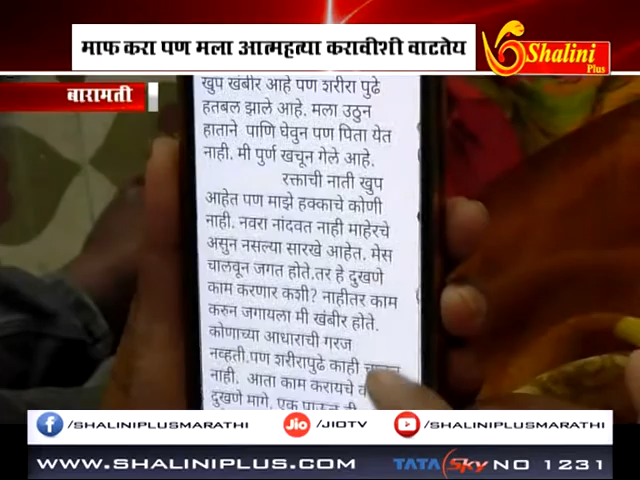 माफ करा पण मला आत्महत्या करावीशी वाटतेय
Shalini
Plus
बारामती
खुप खंबीर आहे पण शरीरा पुढे
हतबल झाले आहे. मला उठुन
हाताने पाणि घेवुन पण पिता येत
नाही. मी पुर्ण खचून गेले आहे.
रक्ताची नाती खुप
आहेत पण माझे हक्काचे कोणी
नाही. नवरा नांदवत नाही माहेरचे
असुन नसल्या सारखे आहेत. मेस
चालवून जगत होते.तर हे दुखणे
काम करणार कशी? नाहीतर काम
करुन जगायला मी खंबीर होते.
कोणाच्या आधाराची गरज
नव्हती.पण शरीरापुढे काही
नाही. आता काम करायचे
दुखणे मागे. एक
/SHALINIPLUSMARATHI
Jio
/JIOTV
/SHALINIPLUSMARATHI
WWW.SHALINIPLUS.COM
TATA Sky NO 1231